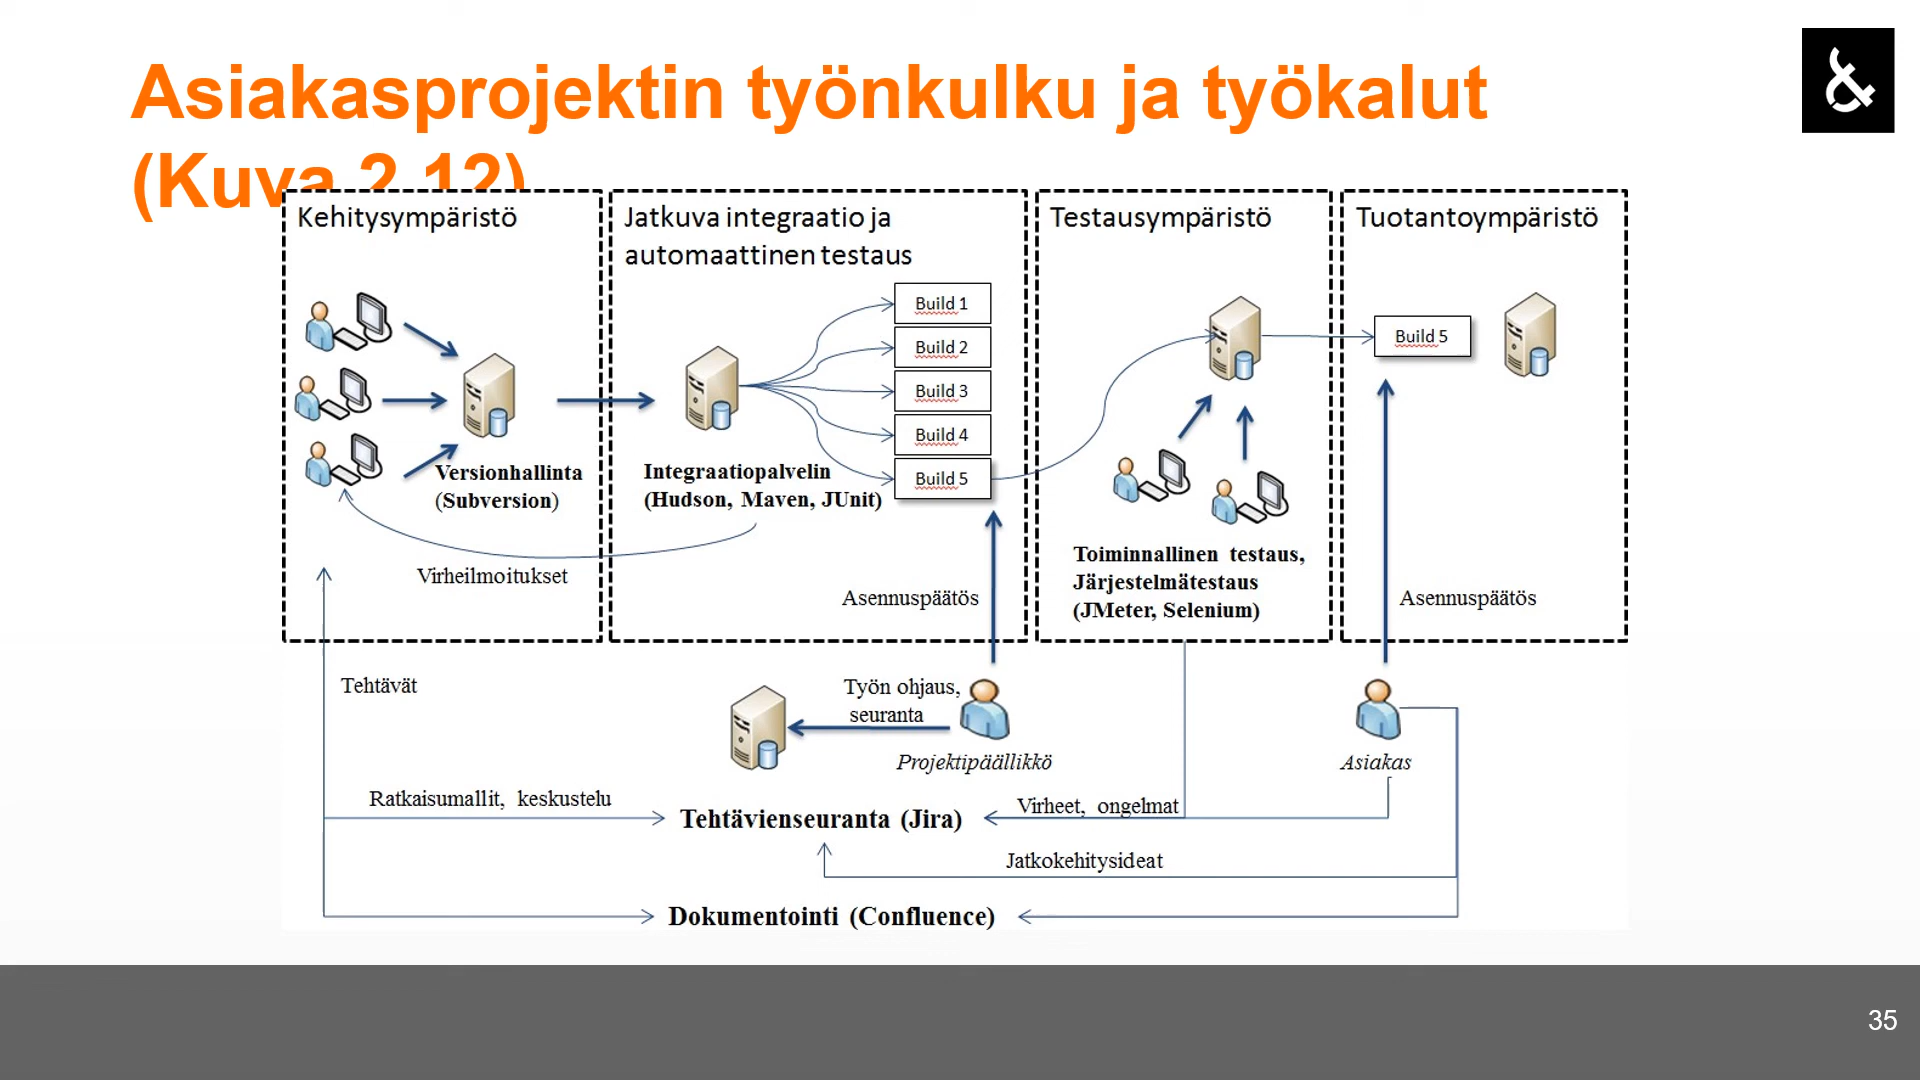 Asiakasprojektin työnkulku ja työkalut
(Kuva 2.12)
Kehitysympäristö
Jatkuva integraatio ja
automaattinen testaus
Testausympäristö
Tuotantoympäristö
Build 1
Build 2
Build 3
Build 4
Build 5
Build 5
Versionhallinta
(Subversion)
Integraatiopalvelin
(Hudson, Maven, JUnit)
Toiminnallinen testaus,
Järjestelmätestaus
(JMeter, Selenium)
Virheilmoitukset
Asennuspäätös
Asennuspäätös
Tehtävät
Työn ohjaus,
seuranta
Projektipäällikkö
Asiakas
Ratkaisumallit, keskustelu
Tehtävienseuranta (Jira)
Virheet, ongelmat
Jatkokehitysideat
Dokumentointi (Confluence)
&
35